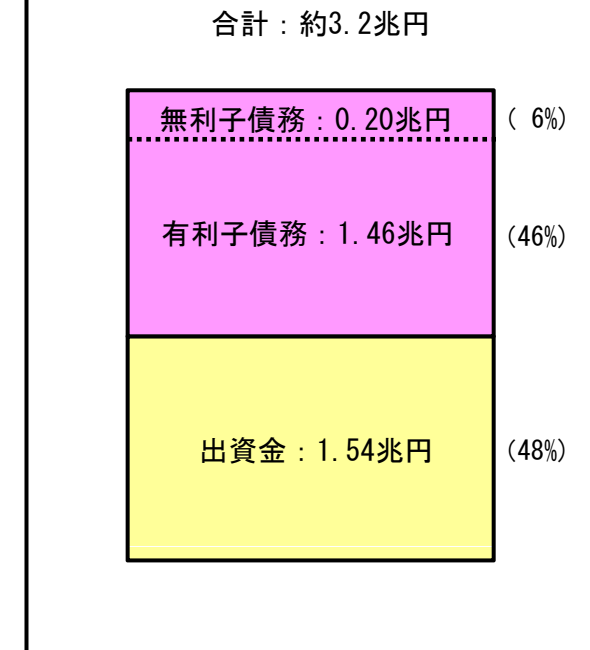 合計：約3.2兆円
無利子債務：0.20兆円 ( 6%)
有利子債務：1.46兆円 (46%)
出資金：1.54兆円 (48%)